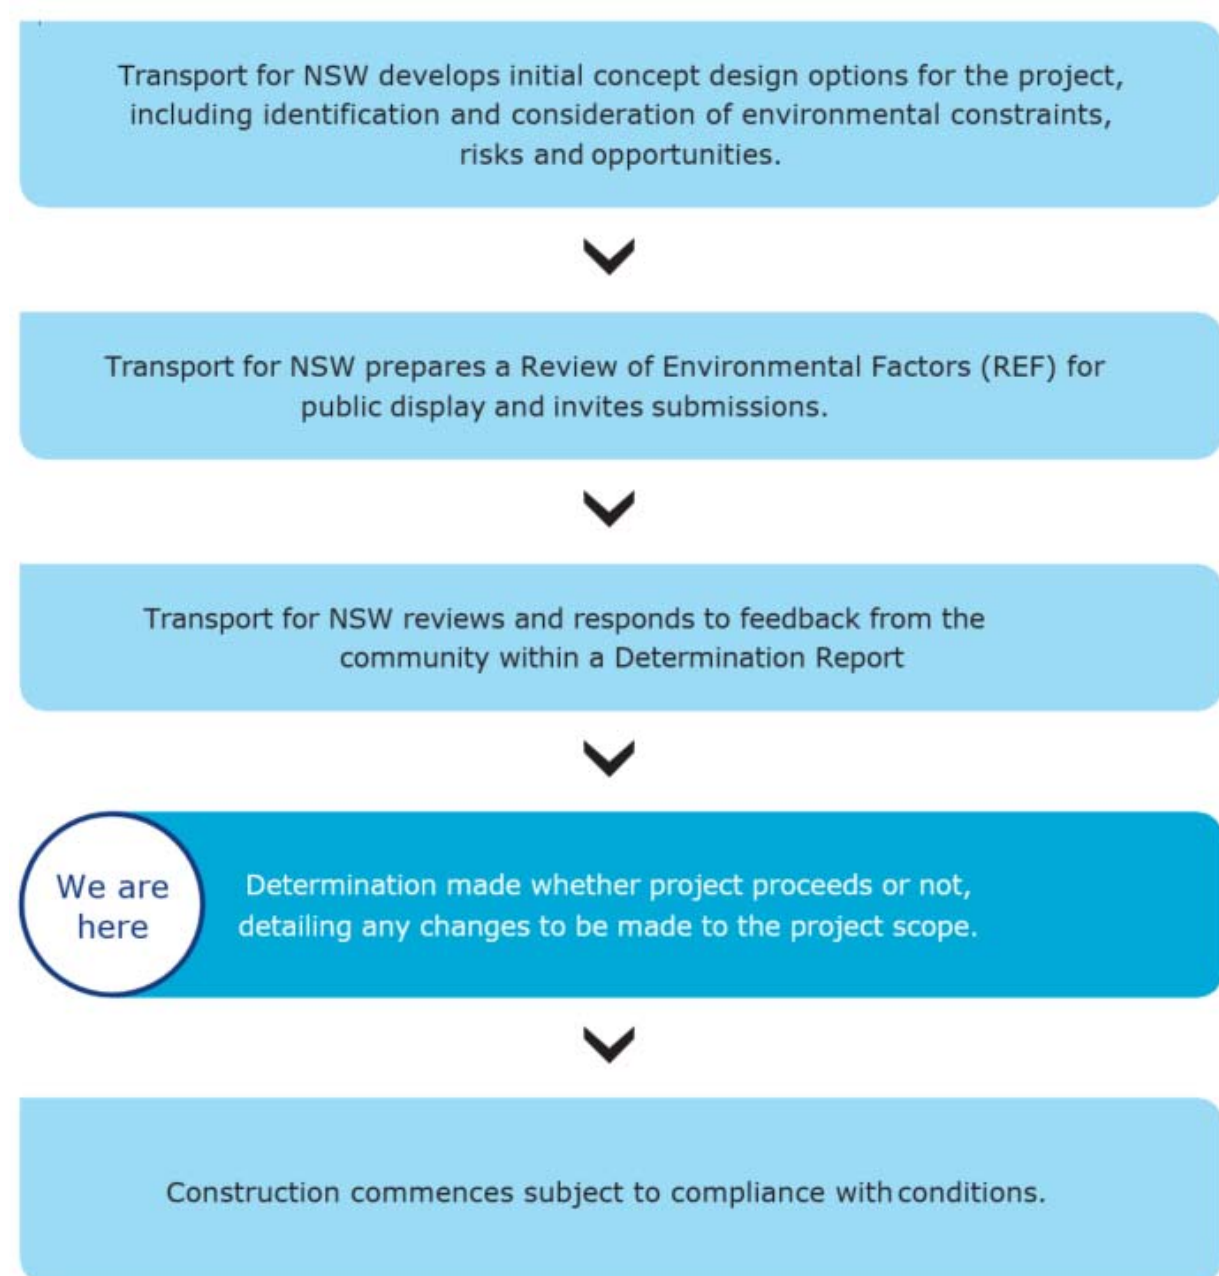 Transport for NSW develops initial concept design options for the project,
including identification and consideration of environmental constraints,
risks and opportunities.
Transport for NSW prepares a Review of Environmental Factors (REF) for
public display and invites submissions.
Transport for NSW reviews and responds to feedback from the
community within a Determination Report
We are
here
Determination made whether project proceeds or not,
detailing any changes to be made to the project scope.
Construction commences subject to compliance with conditions.